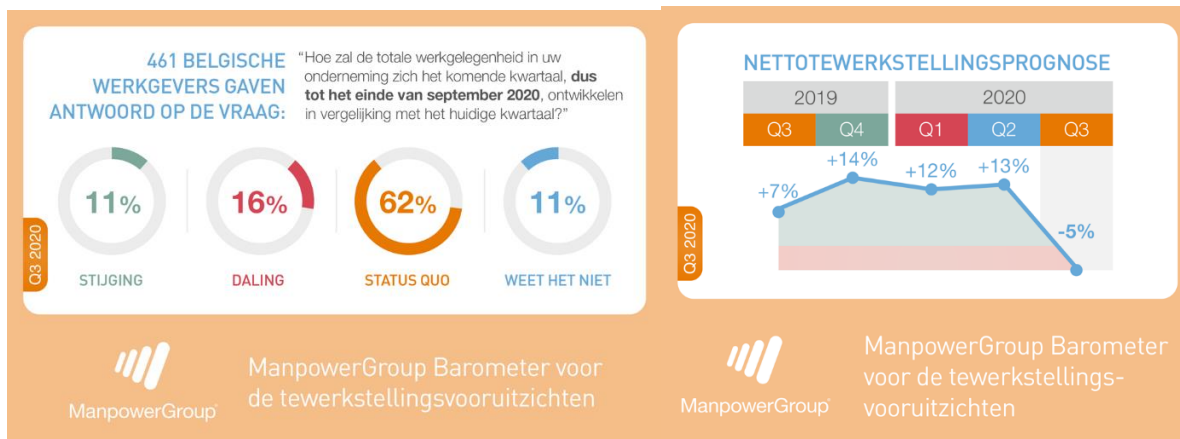 461 BELGISCHE
WERKGEVERS GAVEN
ANTWOORD OP DE VRAAG:
“Hoe zal de totale werkgelegenheid in uw
onderneming zich het komende kwartaal, dus
tot het einde van september 2020, ontwikkelen
in vergelijking met het huidige kwartaal?”
11%
16%
62%
11%
STIJGING
DALING
STATUS QUO
WEET HET NIET
Q3 2020
ManpowerGroup
ManpowerGroup Barometer voor
de tewerkstellingsvooruitzichten
NETTOTEWERKSTELLINGSPROGNOSE
2019
2020
Q3
Q4
Q1
Q2
Q3
+7%
+14%
+12%
+13%
-5%
Q3 2020
ManpowerGroup
ManpowerGroup Barometer
voor de tewerkstellings-
vooruitzichten